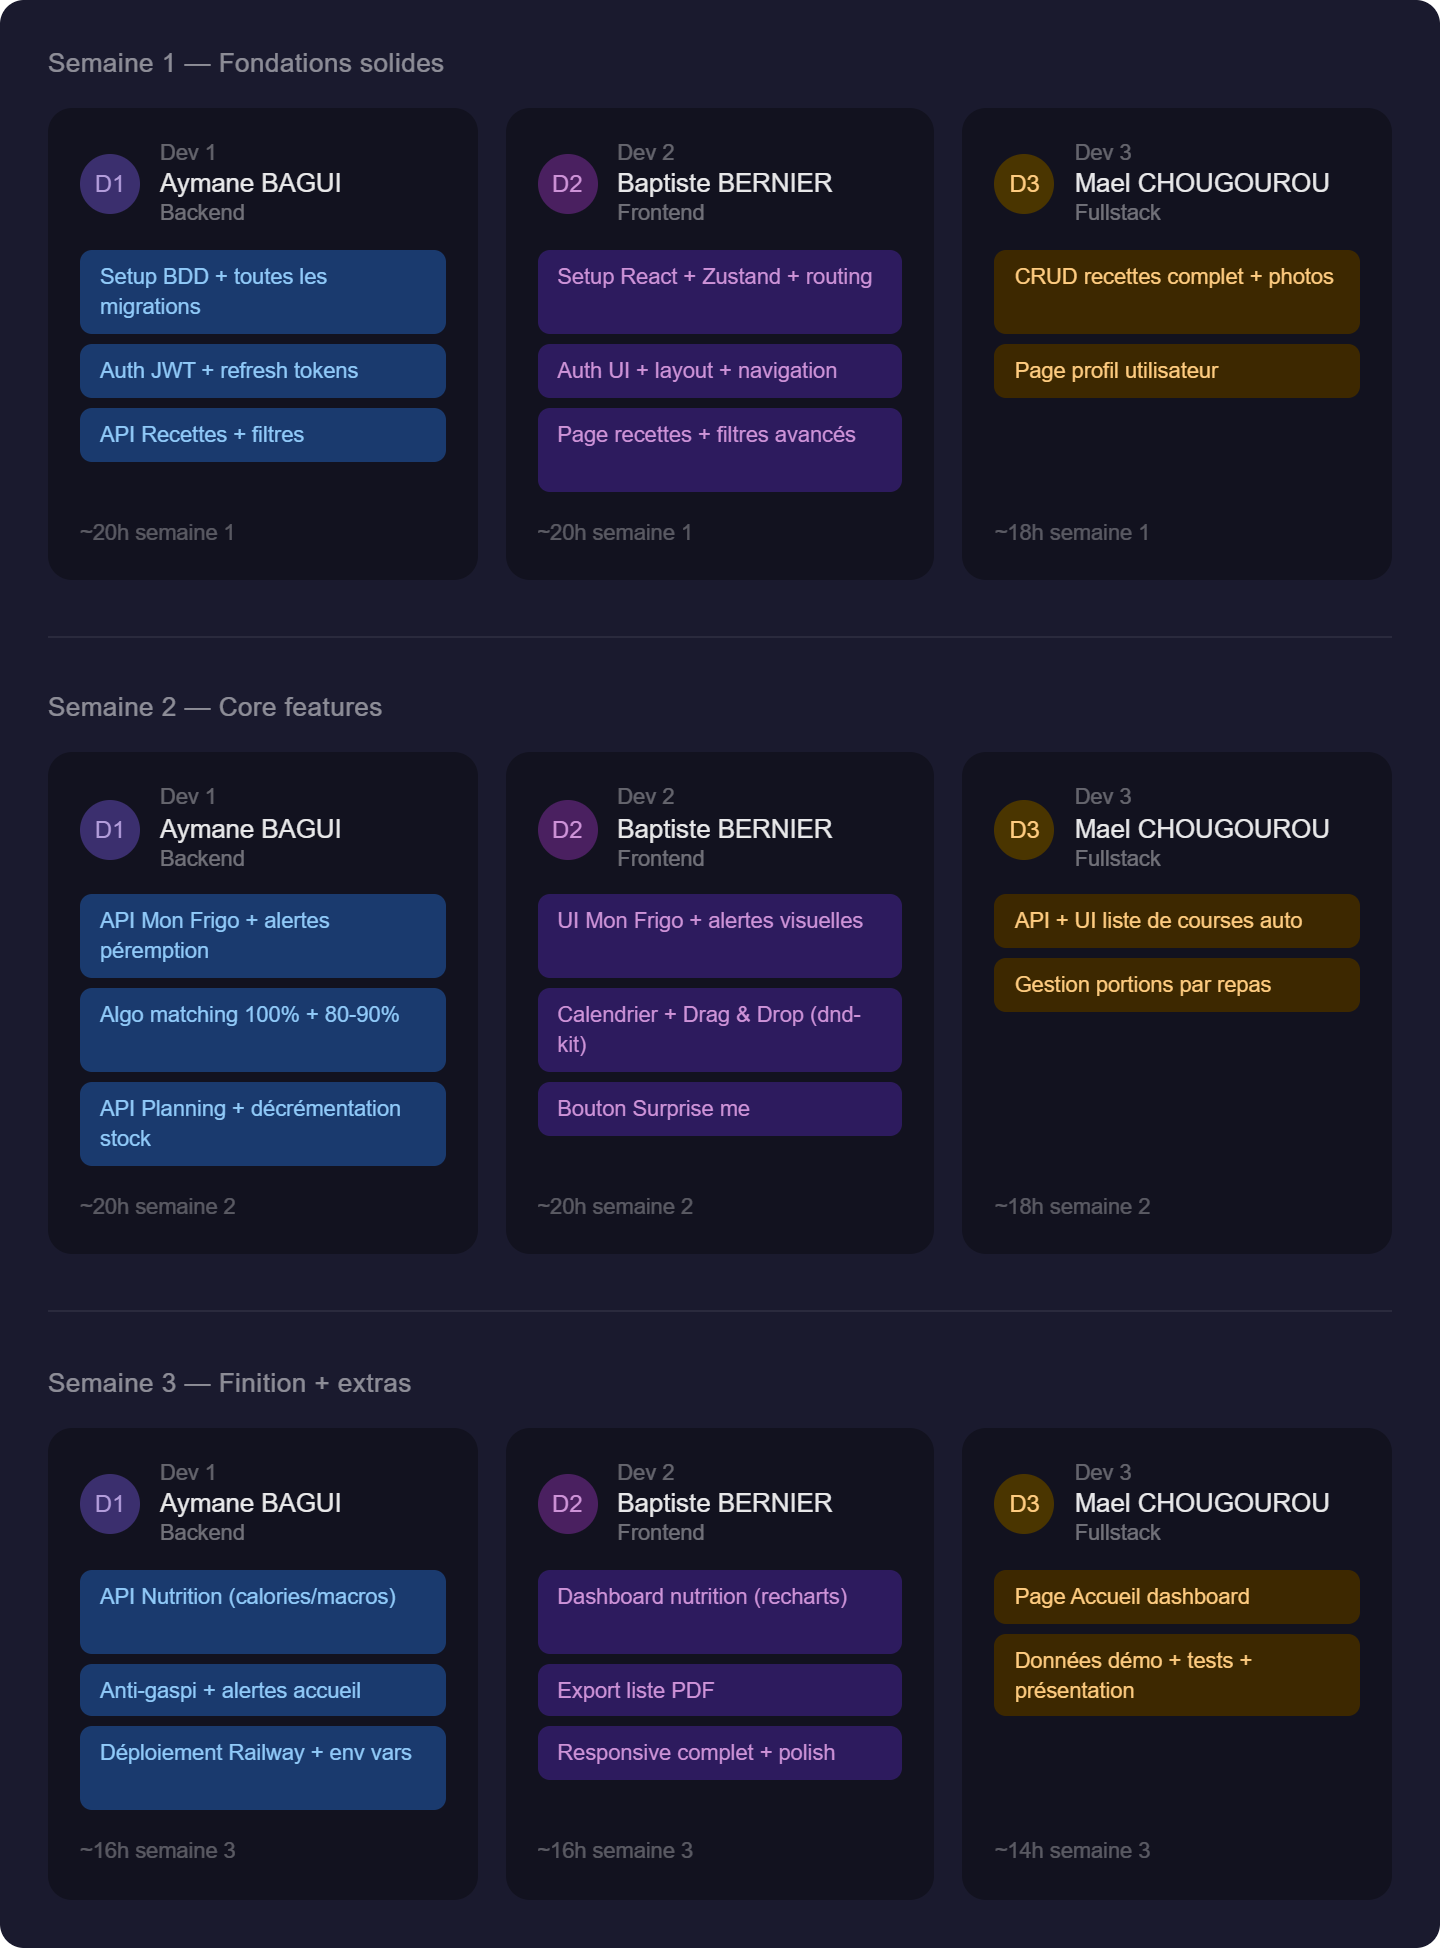 Semaine 1 — Fondations solides
D1
Dev 1
Aymane BAGUI
Backend
Setup BDD + toutes les
migrations
Auth JWT + refresh tokens
API Recettes + filtres
~20h semaine 1
D2
Dev 2
Baptiste BERNIER
Frontend
Setup React + Zustand + routing
Auth UI + layout + navigation
Page recettes + filtres avancés
~20h semaine 1
D3
Dev 3
Mael CHOUGOUROU
Fullstack
CRUD recettes complet + photos
Page profil utilisateur
~18h semaine 1
Semaine 2 — Core features
D1
Dev 1
Aymane BAGUI
Backend
API Mon Frigo + alertes
péremption
Algo matching 100% + 80-90%
API Planning + décrémentation
stock
~20h semaine 2
D2
Dev 2
Baptiste BERNIER
Frontend
UI Mon Frigo + alertes visuelles
Calendrier + Drag & Drop (dnd-
kit)
Bouton Surprise me
~20h semaine 2
D3
Dev 3
Mael CHOUGOUROU
Fullstack
API + UI liste de courses auto
Gestion portions par repas
~18h semaine 2
Semaine 3 — Finition + extras
D1
Dev 1
Aymane BAGUI
Backend
API Nutrition (calories/macros)
Anti-gaspi + alertes accueil
Déploiement Railway + env vars
~16h semaine 3
D2
Dev 2
Baptiste BERNIER
Frontend
Dashboard nutrition (recharts)
Export liste PDF
Responsive complet + polish
~16h semaine 3
D3
Dev 3
Mael CHOUGOUROU
Fullstack
Page Accueil dashboard
Données démo + tests +
présentation
~14h semaine 3